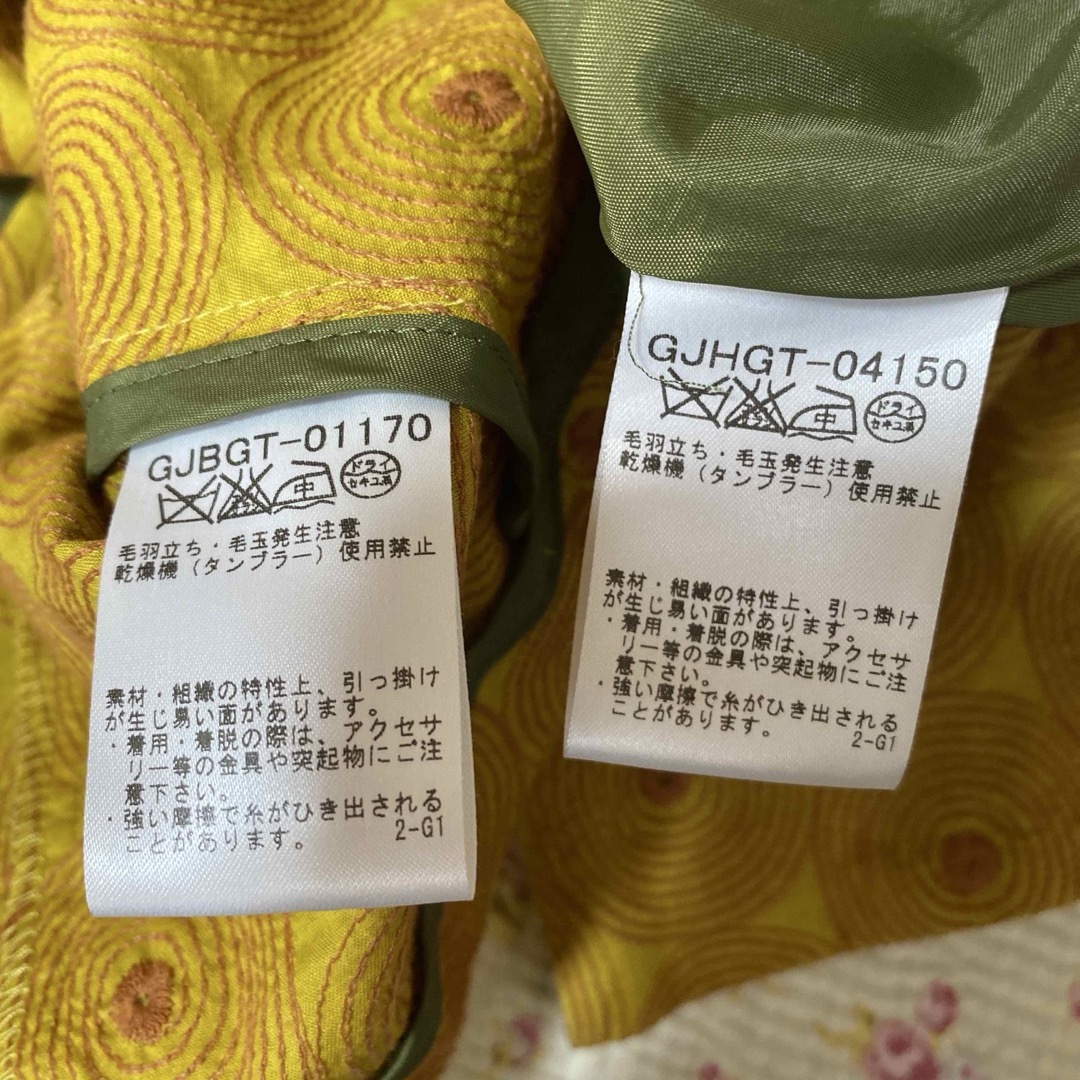 GJBGT-01170
中
ドライ
セキユ系
毛羽立ち・毛玉発生注意
乾燥機(タンブラー)使用禁止
素材・組織の特性上、引っ掛け
が生じ易い面があります。
・着用・着脱の際は、アクセサ
リー等の金具や突起物にご注
意下さい。
・強い摩擦で糸がひき出される
ことがあります。
2-G1
GJHGT-04150
中
ドライ
セキユ系
毛羽立ち・毛玉発生注意
乾燥機(タンブラー)使用禁止
素材・組織の特性上、引っ掛け
が生じ易い面があります。
・着用・着脱の際は、アクセサ
リー等の金具や突起物にご注
意下さい。
・強い摩擦で糸がひき出される
ことがあります。
2-G1